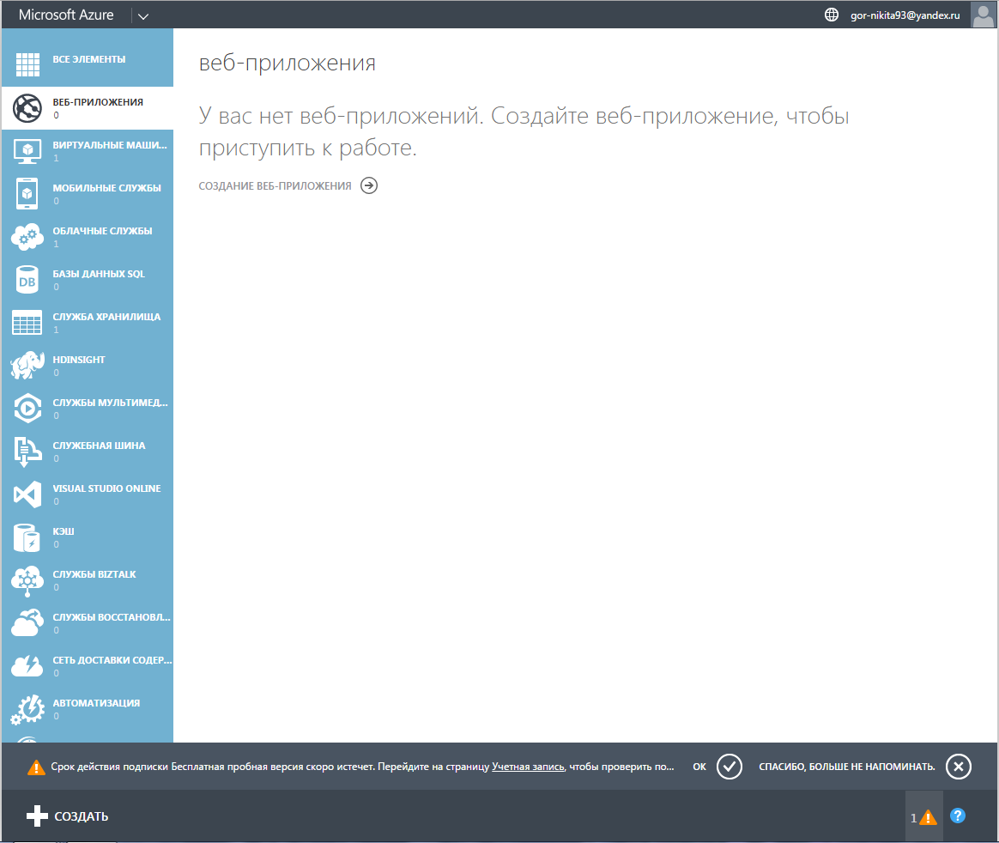 Microsoft Azure
gor-nikita93@yandex.ru
ВСЕ ЭЛЕМЕНТЫ
ВЕБ-ПРИЛОЖЕНИЯ
0
ВИРТУАЛЬНЫЕ МАШИ...
1
МОБИЛЬНЫЕ СЛУЖБЫ
0
ОБЛАЧНЫЕ СЛУЖБЫ
1
DB
БАЗЫ ДАННЫХ SQL
0
СЛУЖБА ХРАНИЛИЩА
1
HDINSIGHT
0
СЛУЖБЫ МУЛЬТИМЕД...
0
СЛУЖЕБНАЯ ШИНА
0
VISUAL STUDIO ONLINE
0
КЭШ
0
СЛУЖБЫ BIZTALK
0
СЛУЖБЫ ВОССТАНОВЛ...
0
СЕТЬ ДОСТАВКИ СОДЕР...
0
АВТОМАТИЗАЦИЯ
0
веб-приложения
У вас нет веб-приложений. Создайте веб-приложение, чтобы
приступить к работе.
СОЗДАНИЕ ВЕБ-ПРИЛОЖЕНИЯ
Срок действия подписки Бесплатная пробная версия скоро истечет. Перейдите на страницу Учетная запись, чтобы проверить по...
ОК
СПАСИБО, БОЛЬШЕ НЕ НАПОМИНАТЬ.
СОЗДАТЬ
1
?